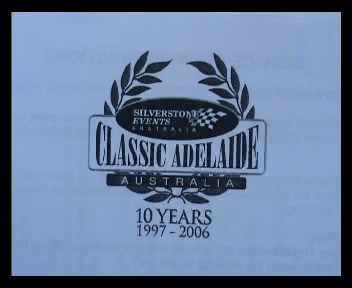 SILVERSTONE
EVENTS
AUSTRALIA
CLASSIC ADELAIDE
AUSTRALIA
10 YEARS
1997 - 2006